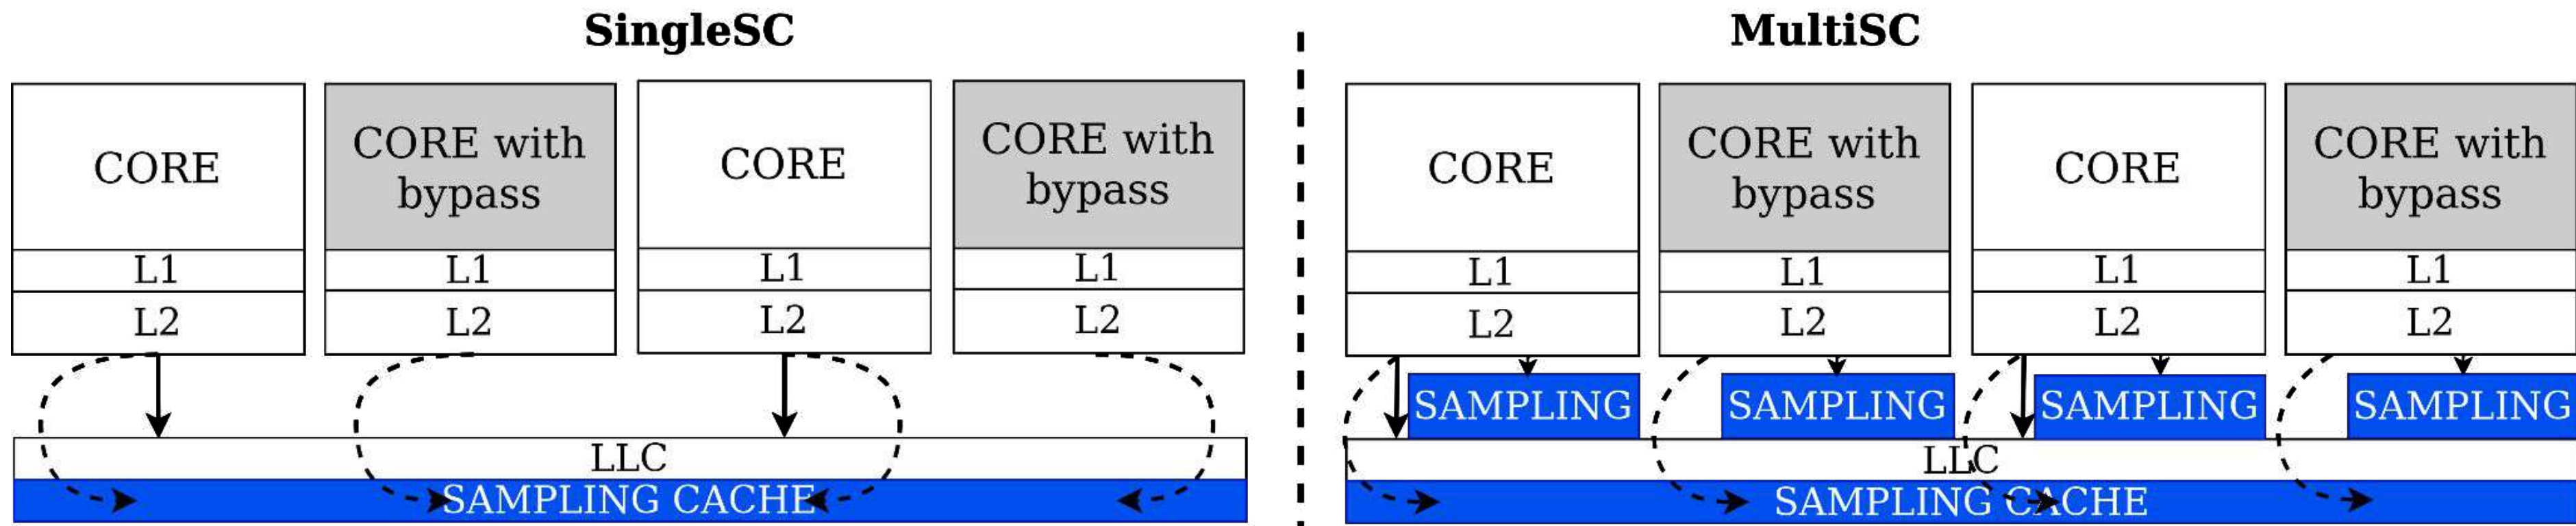 SingleSC
CORE
L1
L2
CORE with
bypass
L1
L2
CORE
L1
L2
CORE with
bypass
L1
L2
LLC
SAMPLING CACHE
MultiSC
CORE
L1
L2
SAMPLING
CORE with
bypass
L1
L2
SAMPLING
CORE
L1
L2
SAMPLING
CORE with
bypass
L1
L2
SAMPLING
LLC
SAMPLING CACHE